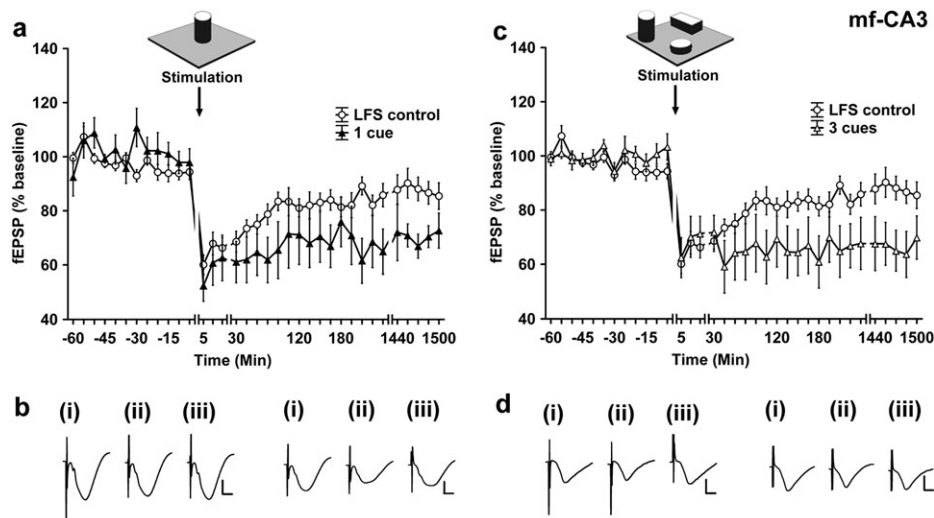 a
Stimulation
LFS control
1 cue
fEPSP (% baseline)
140
120
100
80
60
40
-60 -45 -30 -15 5 30 120 180 1440 1500
Time (Min)
b
(i) (ii) (iii) (i) (ii) (iii)
c
mf-CA3
Stimulation
LFS control
3 cues
fEPSP (% baseline)
140
120
100
80
60
40
-60 -45 -30 -15 5 30 120 180 1440 1500
Time (Min)
d
(i) (ii) (iii) (i) (ii) (iii)